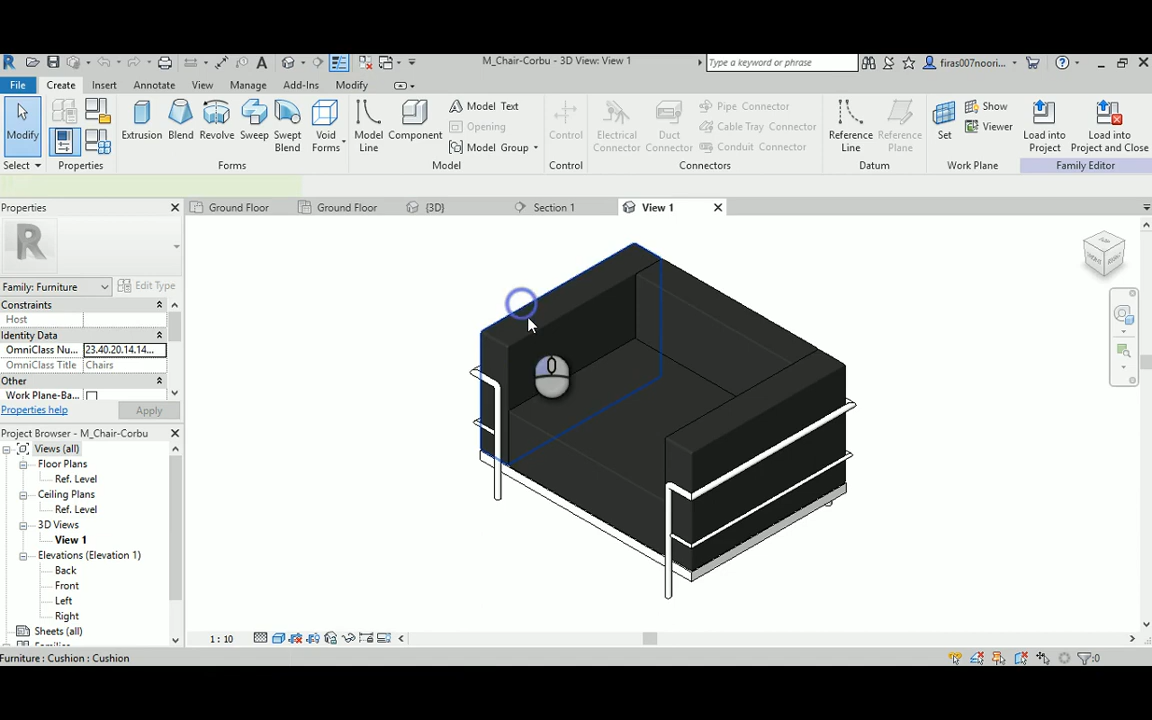 M_Chair-Corbu - 3D View: View 1
Type a keyword or phrase
firas007noori...
File
Create
Insert
Annotate
View
Manage
Add-Ins
Modify
Modify
Select
Properties
Extrusion
Blend
Revolve
Sweep
Swept Blend
Void Forms
Forms
Model Line
Component
Model Text
Opening
Model Group
Model
Control
Control
Electrical Connector
Duct Connector
Pipe Connector
Cable Tray Connector
Conduit Connector
Connectors
Reference Line
Reference Plane
Datum
Set
Show
Viewer
Work Plane
Load into Project
Load into Project and Close
Family Editor
Properties
Ground Floor
Ground Floor
{3D}
Section 1
View 1
Family: Furniture
Edit Type
Constraints
Host
Identity Data
OmniClass Nu...
23.40.20.14.14...
OmniClass Title
Chairs
Other
Work Plane-Ba...
Properties help
Apply
Project Browser - M_Chair-Corbu
Views (all)
Floor Plans
Ref. Level
Ceiling Plans
Ref. Level
3D Views
View 1
Elevations (Elevation 1)
Back
Front
Left
Right
Sheets (all)
1 : 10
Furniture : Cushion : Cushion
:0